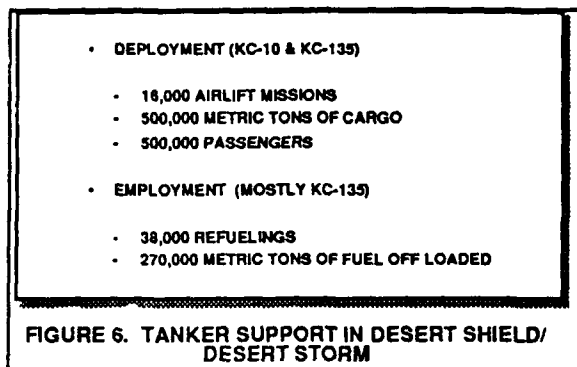 • DEPLOYMENT (KC-10 & KC-135)
- 16,000 AIRLIFT MISSIONS
- 500,000 METRIC TONS OF CARGO
- 500,000 PASSENGERS
• EMPLOYMENT (MOSTLY KC-135)
- 38,000 REFUELINGS
- 270,000 METRIC TONS OF FUEL OFF LOADED
FIGURE 6. TANKER SUPPORT IN DESERT SHIELD/
DESERT STORM